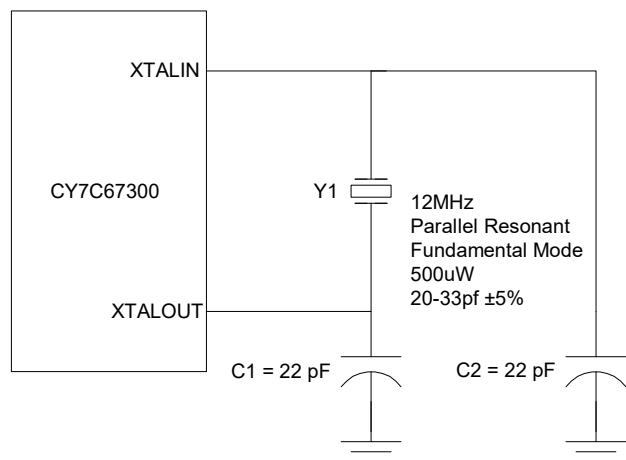 XTALIN
CY7C67300
Y1
12MHz
Parallel Resonant
Fundamental Mode
500uW
20-33pf ±5%
XTALOUT
C1 = 22 pF
C2 = 22 pF